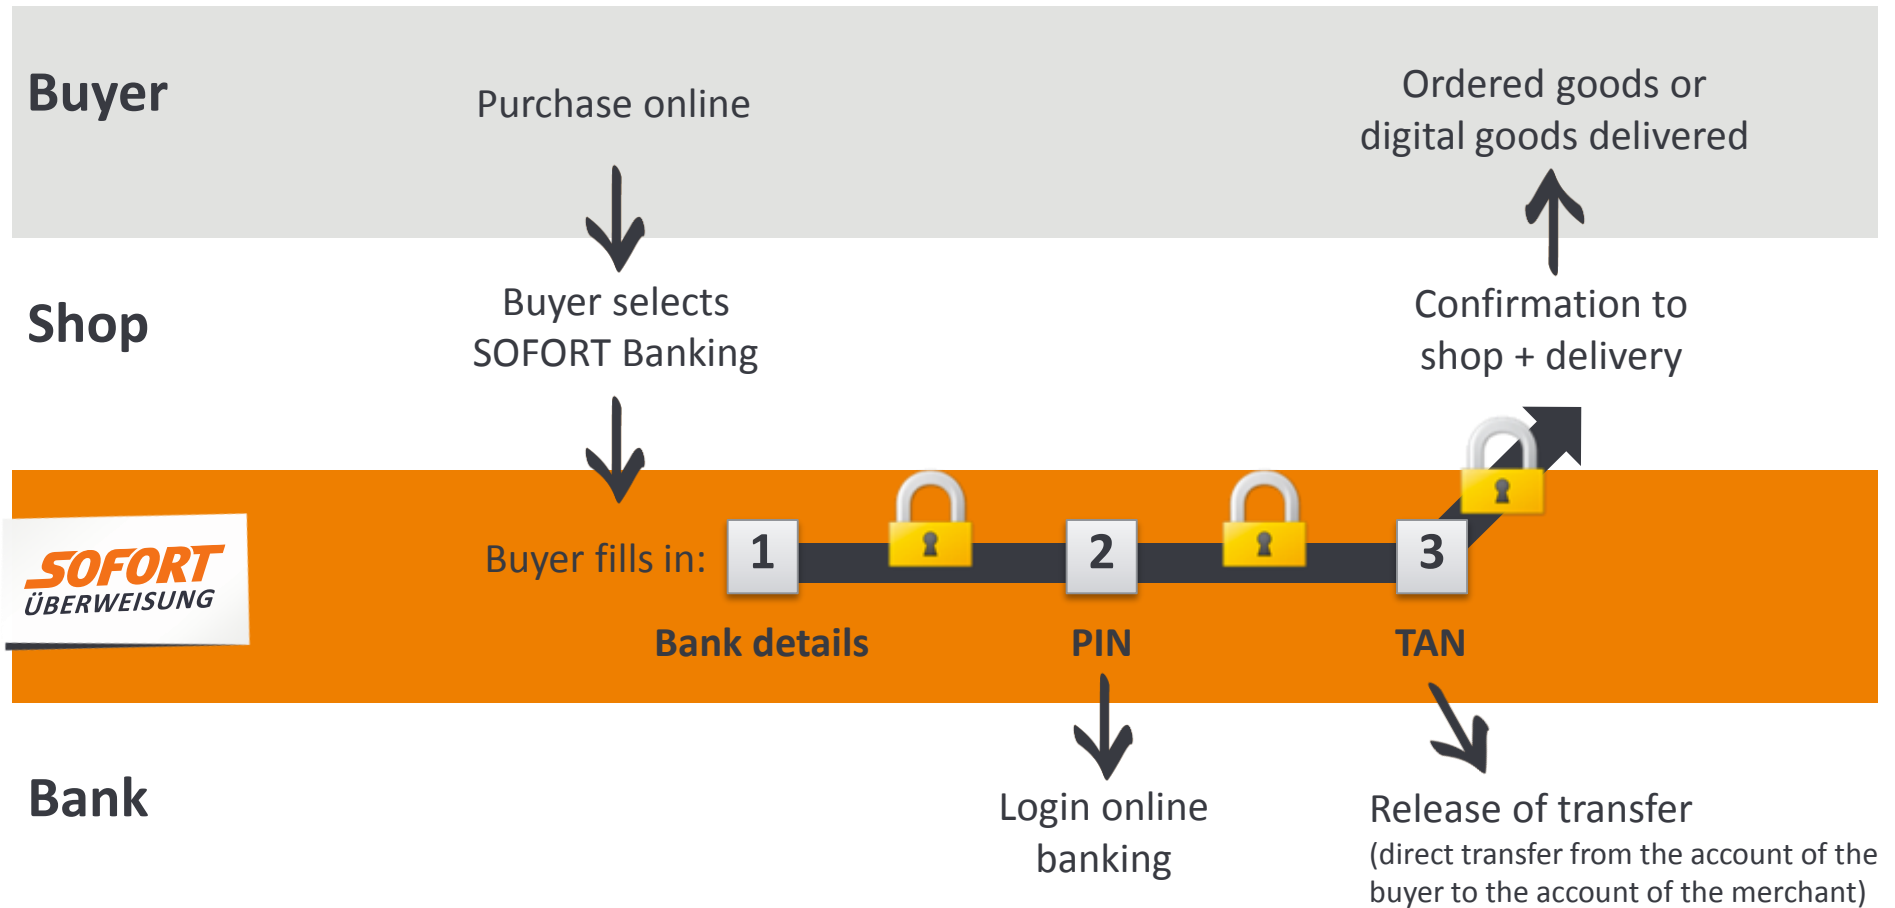 Buyer
Purchase online
Ordered goods or
digital goods delivered
Shop
Buyer selects
SOFORT Banking
Confirmation to
shop + delivery
SOFORT
ÜBERWEISUNG
Buyer fills in:
1
2
3
Bank details
PIN
TAN
Bank
Login online
banking
Release of transfer
(direct transfer from the account of the
buyer to the account of the merchant)